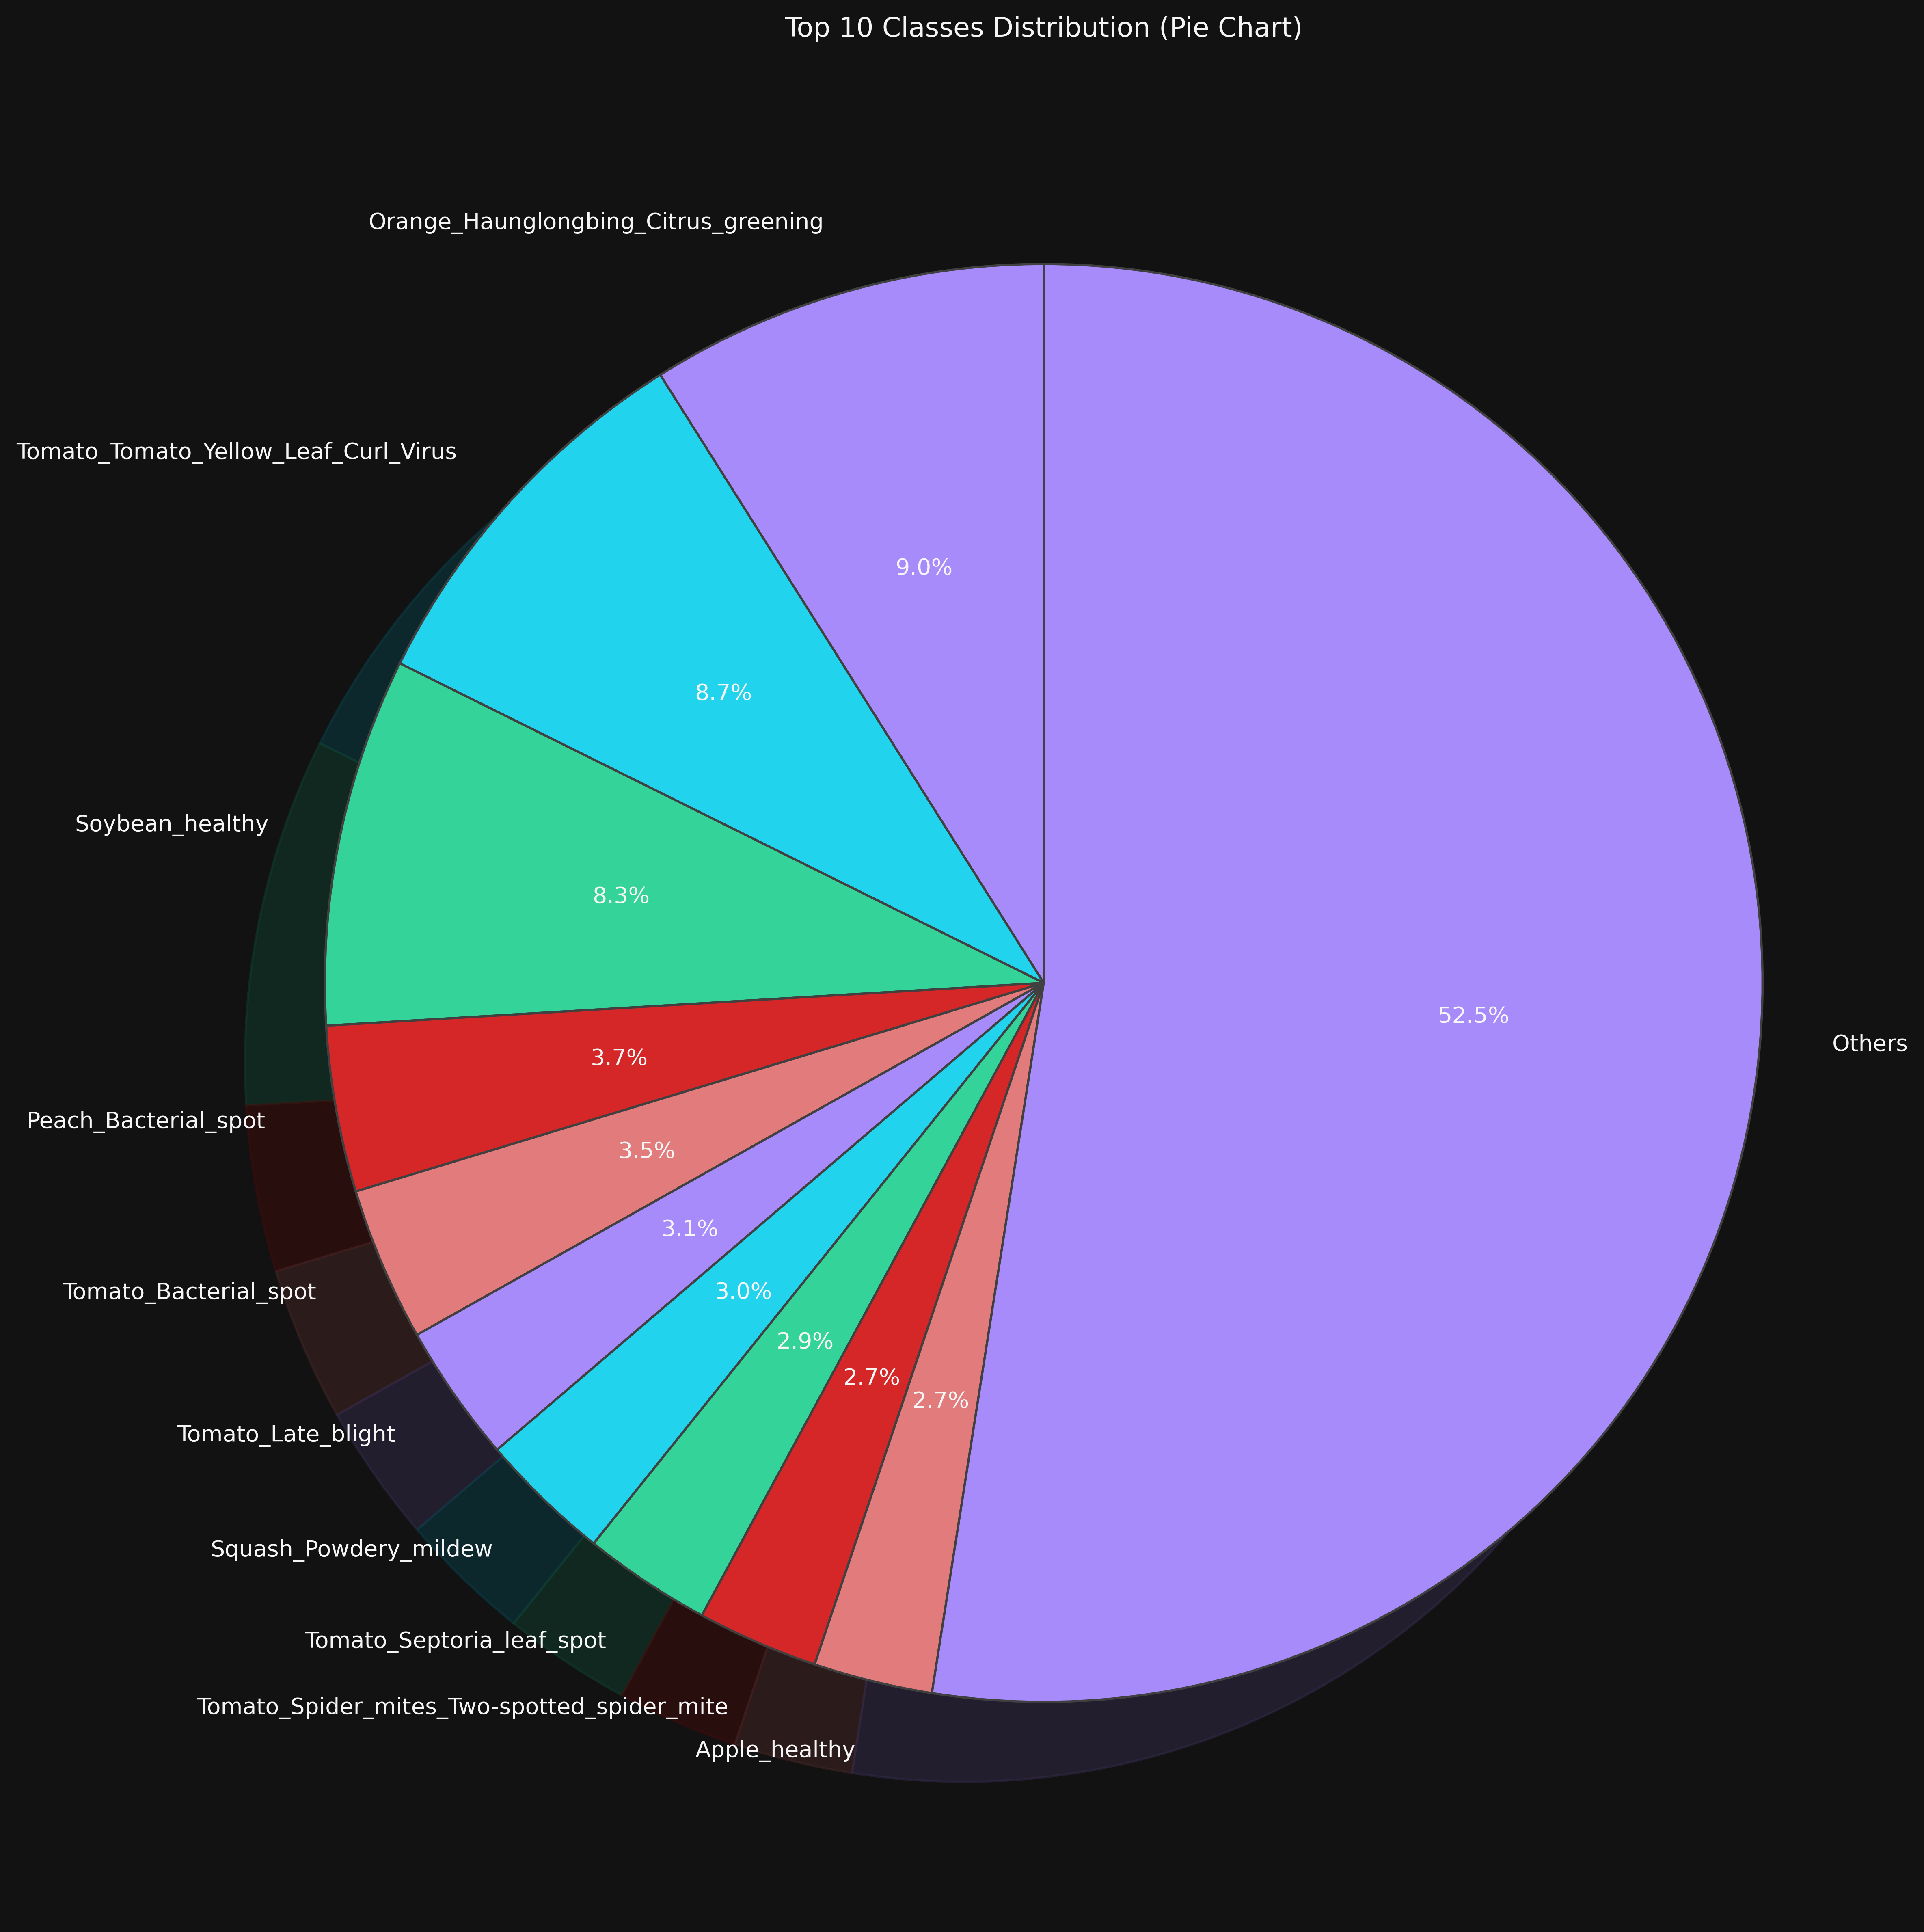 Top 10 Classes Distribution (Pie Chart)
Orange_Haunglongbing_Citrus_greening
Tomato_Tomato_Yellow_Leaf_Curl_Virus
9.0%
8.7%
Soybean_healthy
8.3%
52.5%
Others
3.7%
Peach_Bacterial_spot
3.5%
3.1%
Tomato_Bacterial_spot
3.0%
2.9%
2.7%
2.7%
Tomato_Late_blight
Squash_Powdery_mildew
Tomato_Septoria_leaf_spot
Tomato_Spider_mites_Two-spotted_spider_mite
Apple_healthy